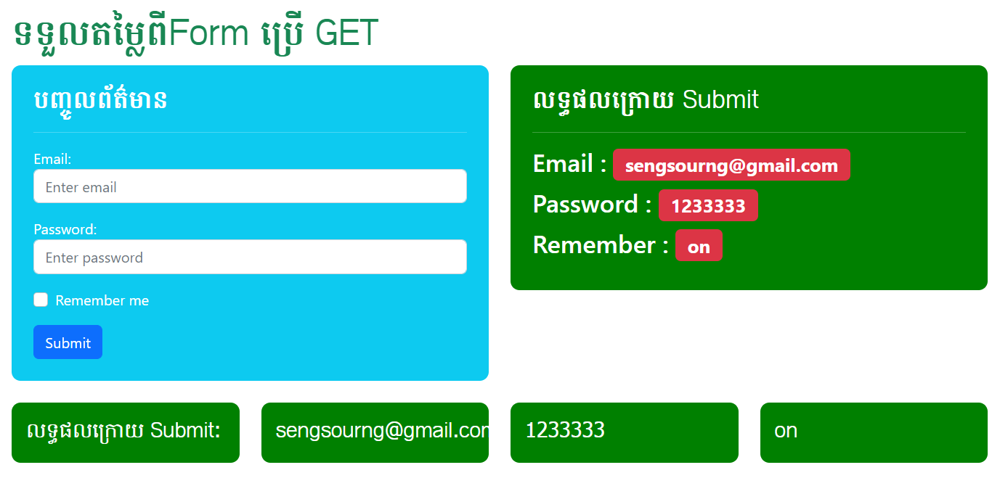 ទទួលតម្លៃពីForm ប្រើ GET
បញ្ចូលព័ត៌មាន
Email:
Enter email
Password:
Enter password
Remember me
Submit
លទ្ធផលក្រោយ Submit
Email : sengsourng@gmail.com
Password : 1233333
Remember : on
លទ្ធផលក្រោយ Submit:
sengsourng@gmail.com
1233333
on